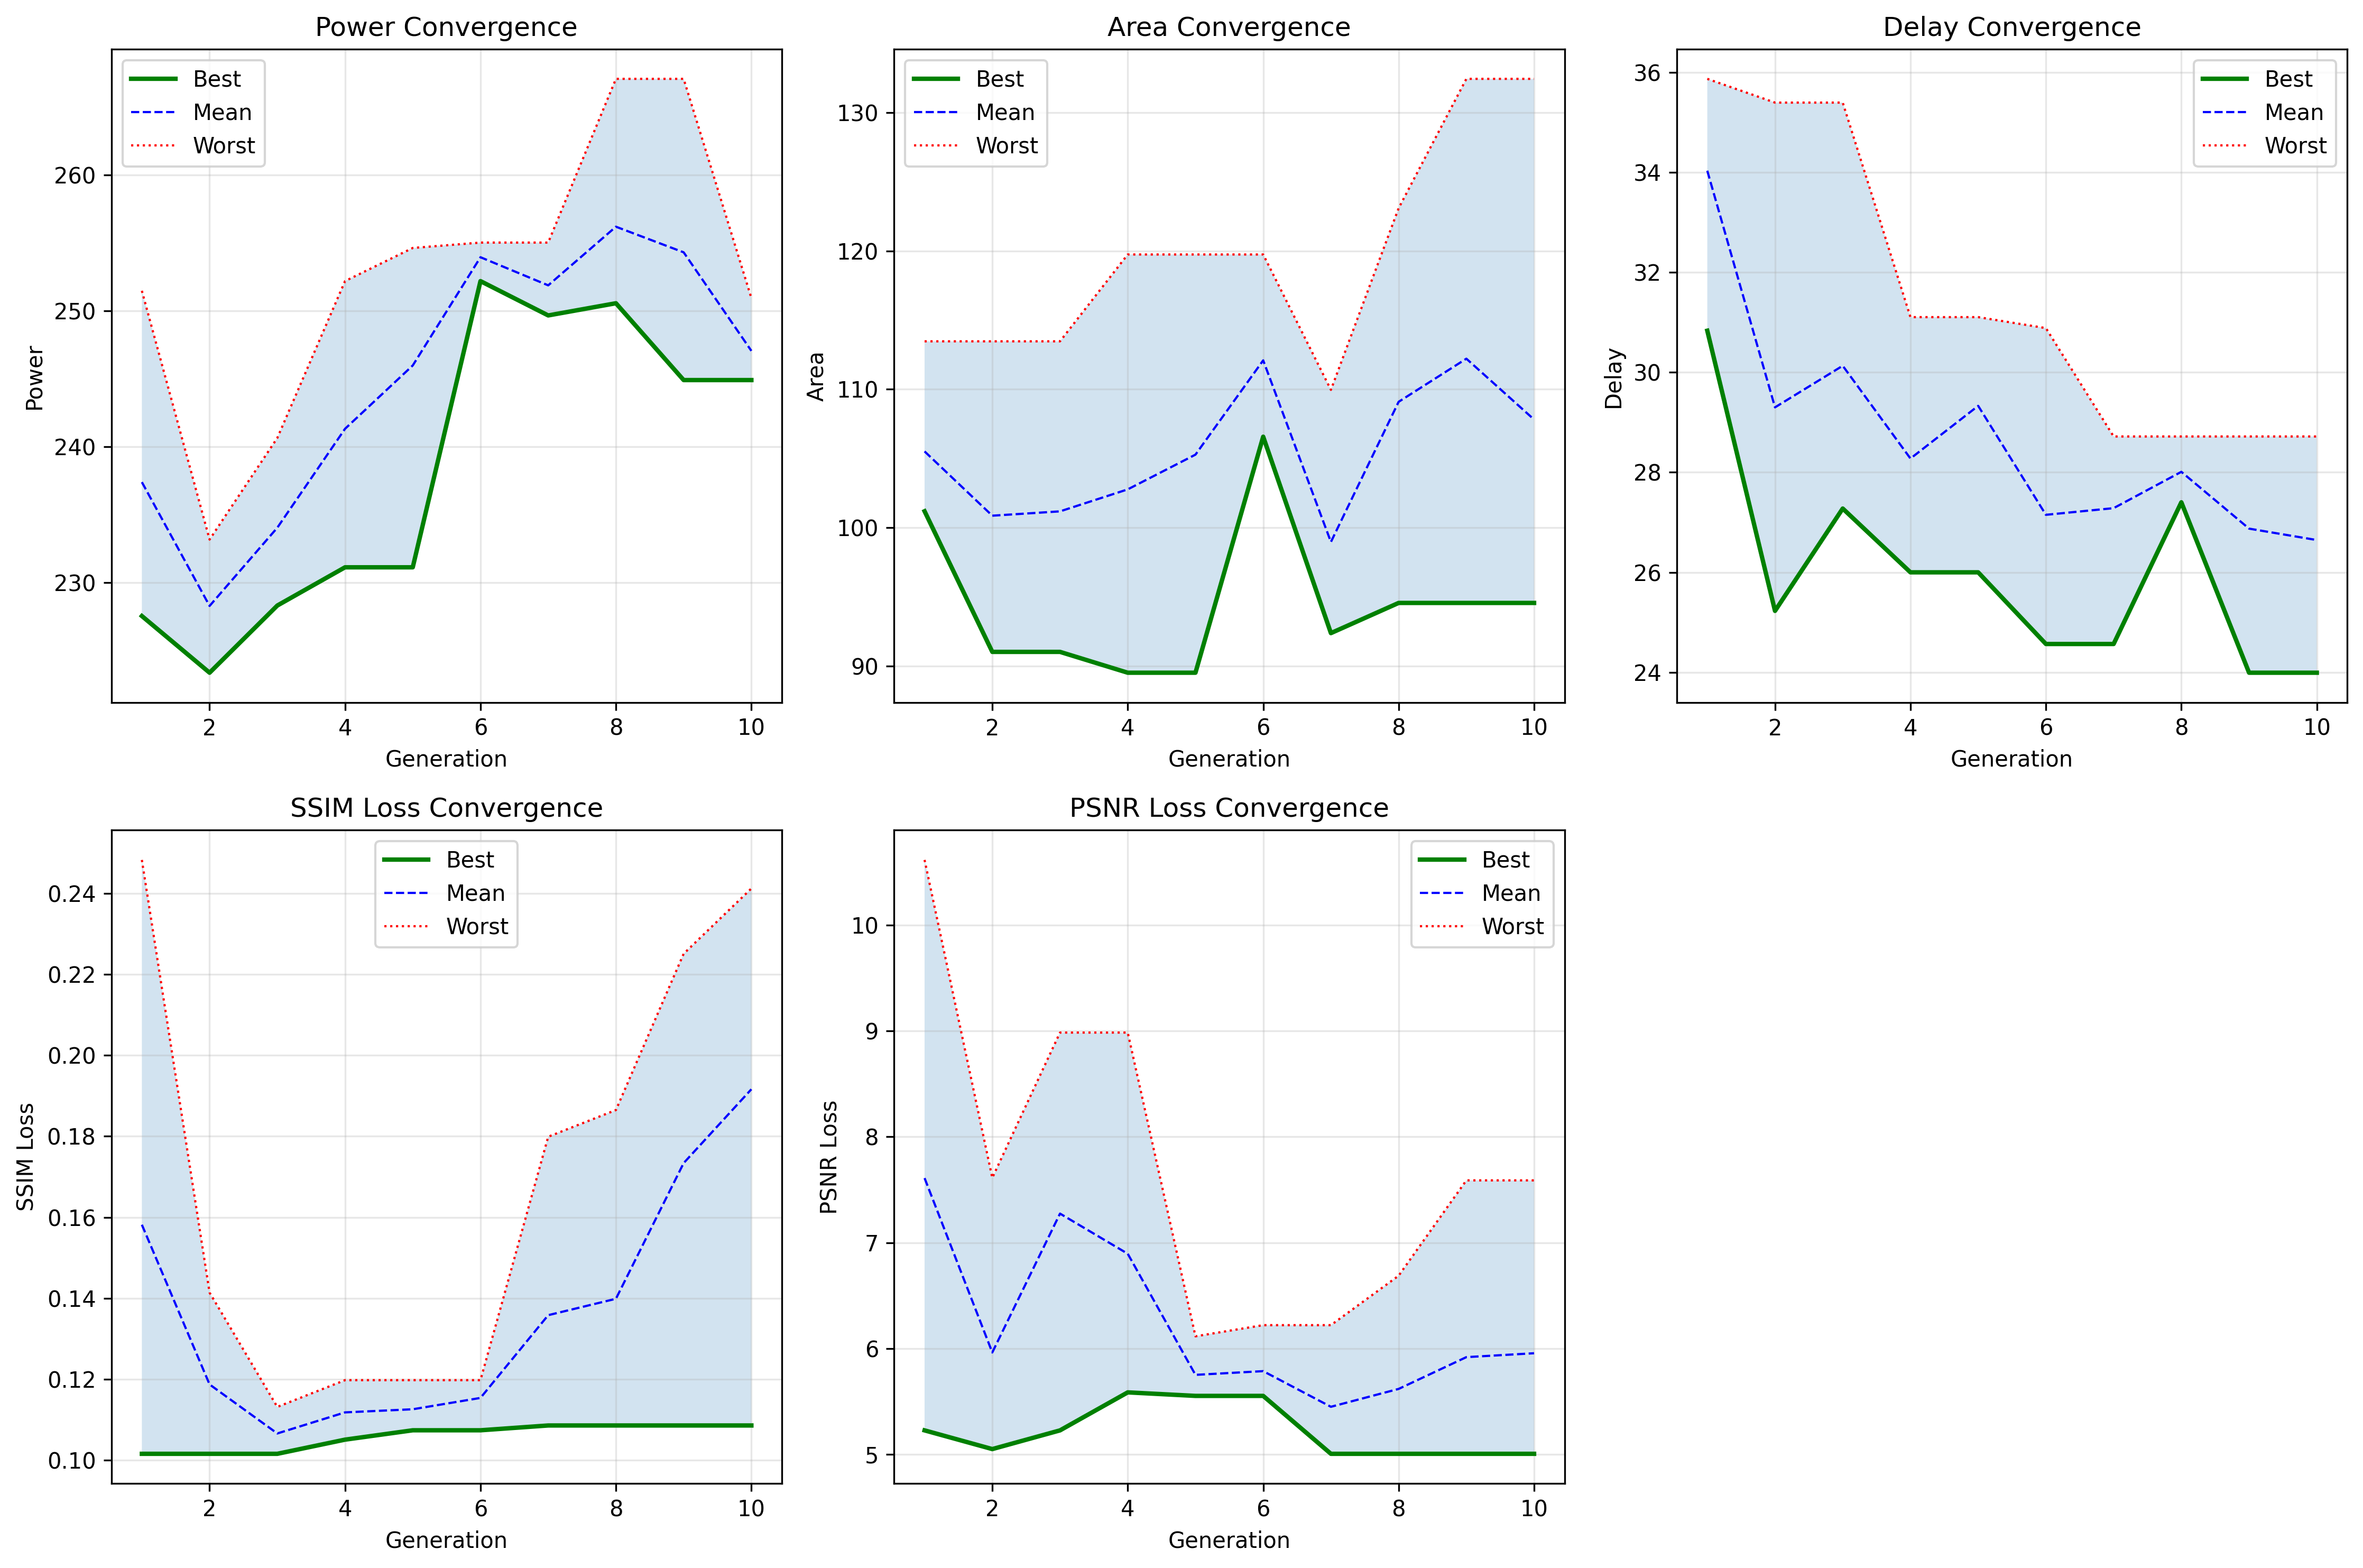 Power Convergence
Best
Mean
Worst
260
250
240
230
Power
2 4 6 8 10
Generation
Area Convergence
Best
Mean
Worst
130
120
110
100
90
Area
2 4 6 8 10
Generation
Delay Convergence
Best
Mean
Worst
36
34
32
30
28
26
24
Delay
2 4 6 8 10
Generation
SSIM Loss Convergence
Best
Mean
Worst
0.24
0.22
0.20
0.18
0.16
0.14
0.12
0.10
SSIM Loss
2 4 6 8 10
Generation
PSNR Loss Convergence
Best
Mean
Worst
10
9
8
7
6
5
PSNR Loss
2 4 6 8 10
Generation